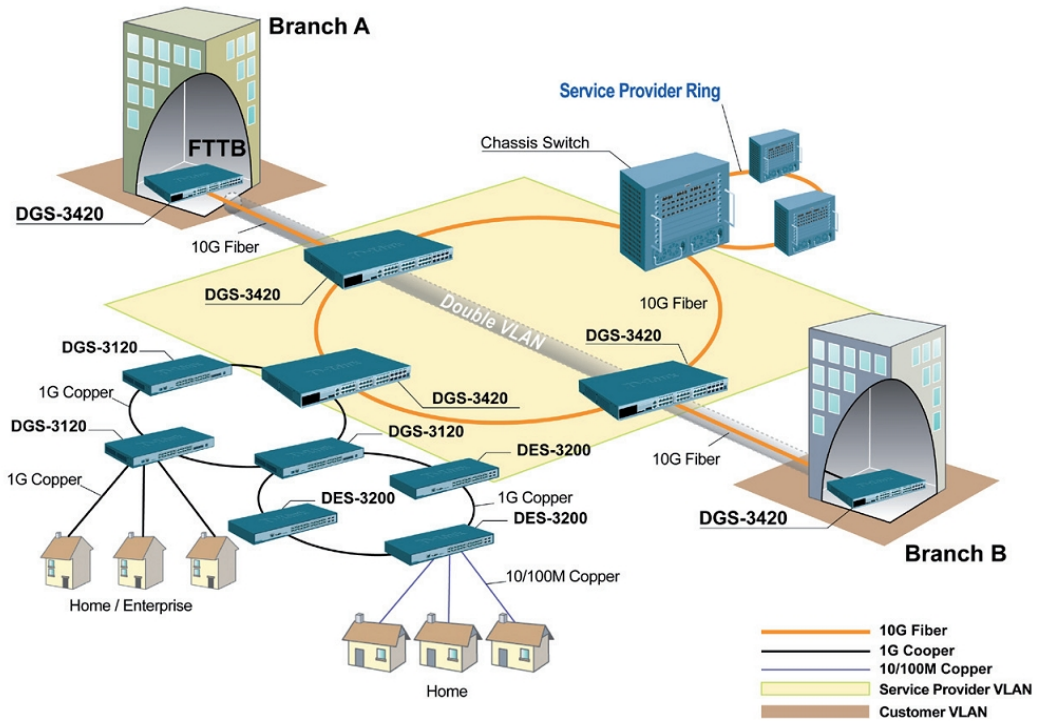 Branch A
FTTB
DGS-3420
10G Fiber
Service Provider Ring
Chassis Switch
DGS-3420
Double VLAN
10G Fiber
DGS-3420
DGS-3120
1G Copper
DGS-3420
DGS-3120
DGS-3120
1G Copper
DES-3200
10G Fiber
1G Copper
DES-3200
DES-3200
DGS-3420
Branch B
10/100M Copper
Home / Enterprise
Home
10G Fiber
1G Cooper
10/100M Copper
Service Provider VLAN
Customer VLAN